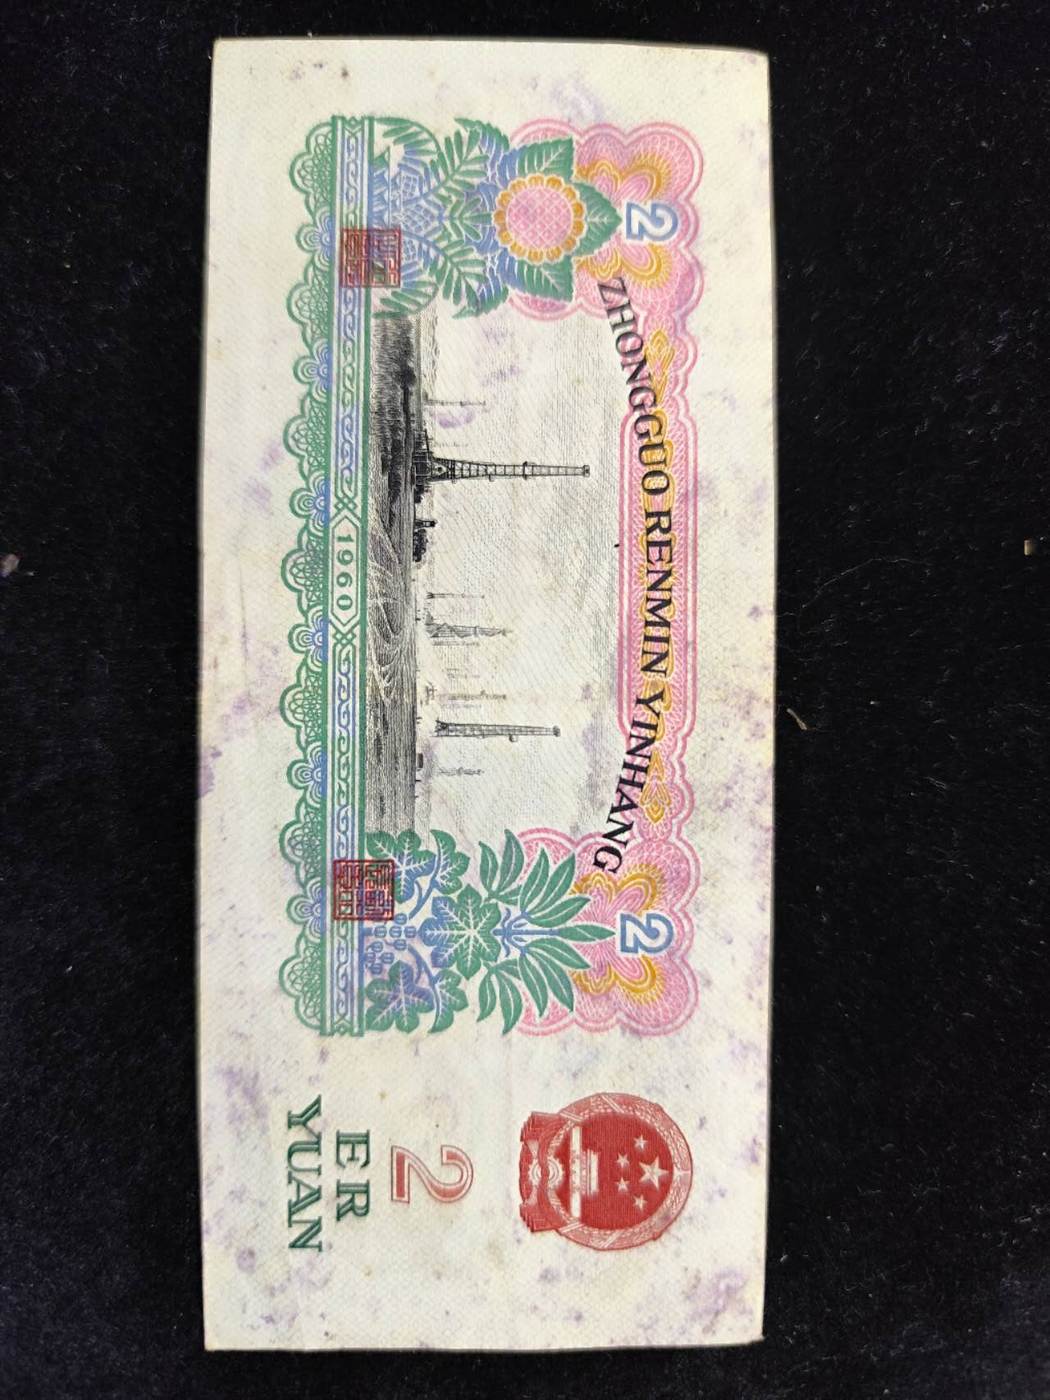 2
ZHONGGUO RENMIN YINHANG
2
1960
2
ER
YUAN